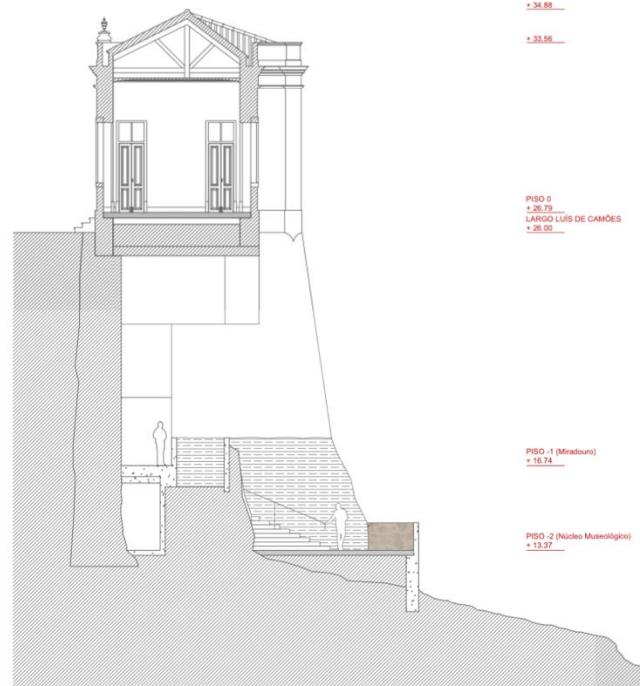 + 34.88
+ 33.56
PISO 0
+ 26.79
LARGO LUÍS DE CAMÕES
+ 26.00
PISO -1 (Miradouro)
+ 16.74
PISO -2 (Núcleo Museológico)
+ 13.37